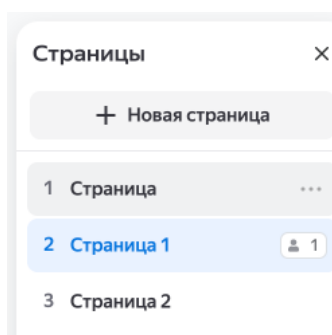 Страницы
Новая страница
1 Страница
2 Страница 1 1
3 Страница 2